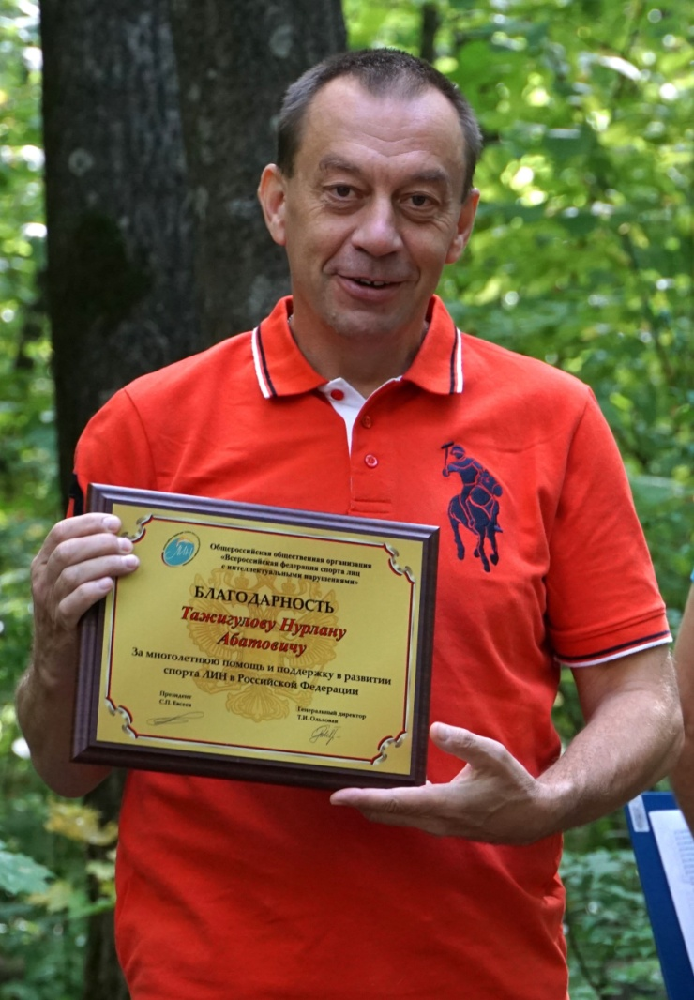 Общероссийская общественная организация
«Всероссийская федерация спорта лиц
с интеллектуальными нарушениями»
БЛАГОДАРНОСТЬ
Тажигулову Нурлану
Абатовичу
За многолетнюю помощь и поддержку в развитии
спорта ЛИН в Российской Федерации
Президент
С.П. Евсеев
Генеральный директор
Т.И. Ольховая